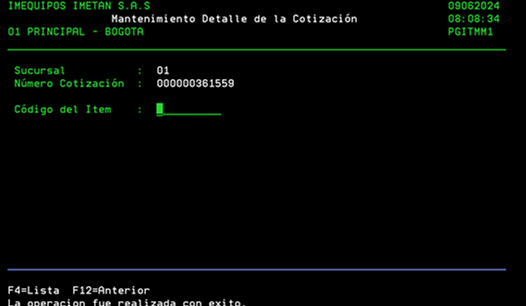 IMEQUIPOS IMETAN S.A.S 09062024
Mantenimiento Detalle de la Cotización 08:08:34
01 PRINCIPAL - BOGOTA PGITMM1
Sucursal : 01
Número Cotización : 000000361559
Código del Item :
F4=Lista F12=Anterior
La operacion fue realizada con exito.